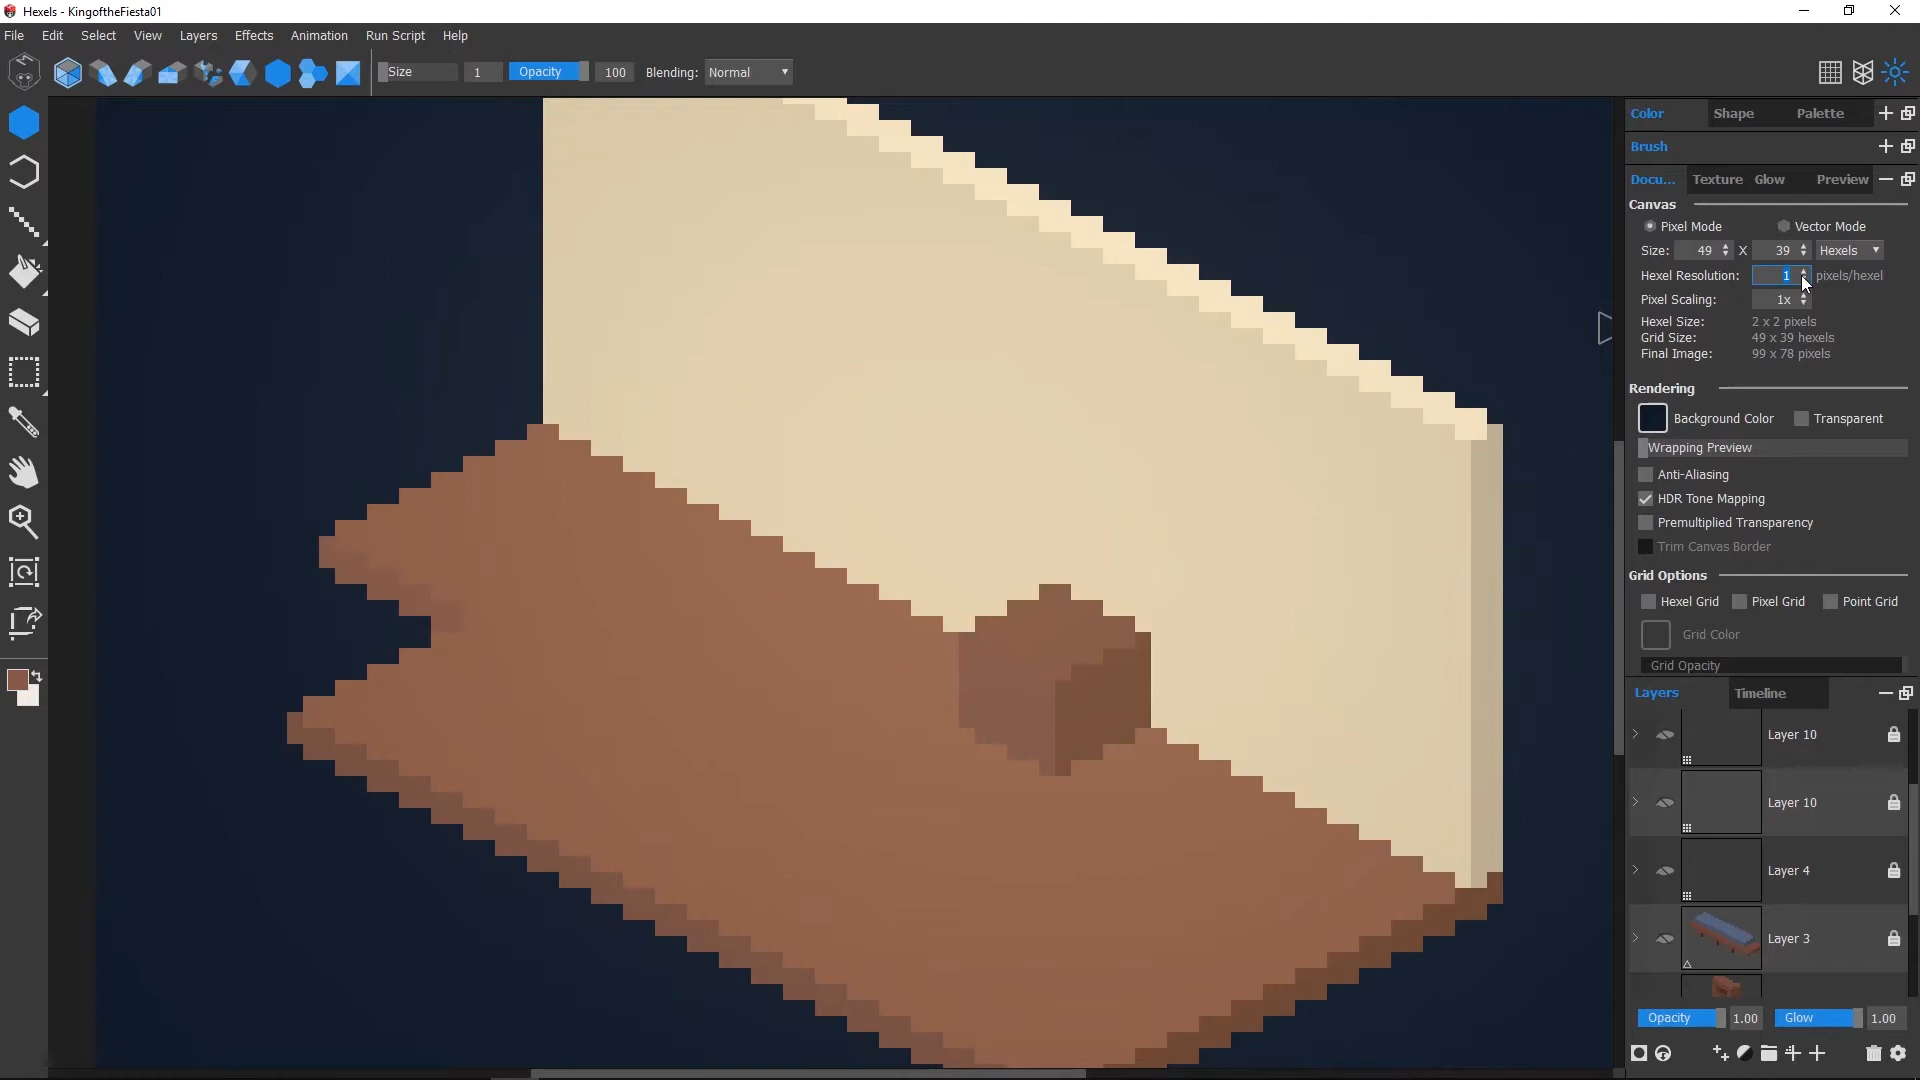 Hexels - KingoftheFiesta01
File Edit Select View Layers Effects Animation Run Script Help
Size 1 Opacity 100 Blending: Normal
Color Shape Palette
Brush
Docu... Texture Glow Preview
Canvas
Pixel Mode Vector Mode
Size: 49 X 39 Hexels
Hexel Resolution: 1 pixels/hexel
Pixel Scaling: 1x
Hexel Size: 2 x 2 pixels
Grid Size: 49 x 39 hexels
Final Image: 99 x 78 pixels
Rendering
Background Color Transparent
Wrapping Preview
Anti-Aliasing
HDR Tone Mapping
Premultiplied Transparency
Trim Canvas Border
Grid Options
Hexel Grid Pixel Grid Point Grid
Grid Color
Grid Opacity
Layers Timeline
Layer 10
Layer 10
Layer 4
Layer 3
Opacity 1.00 Glow 1.00